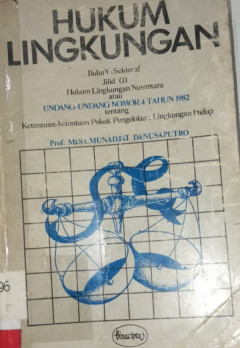 HUKUM
LINGKUNGAN
Buku V: Sektoral
Jilid (1)
Hukum Lingkungan Nusantara
atau
UNDANG-UNDANG NOMOR 4 TAHUN 1982
tentang
Ketentuan-Ketentuan Pokok Pengelolaan Lingkungan Hidup
Prof. Mr. St. MUNADJAT DANUSAPUTRO
96
Binacipta